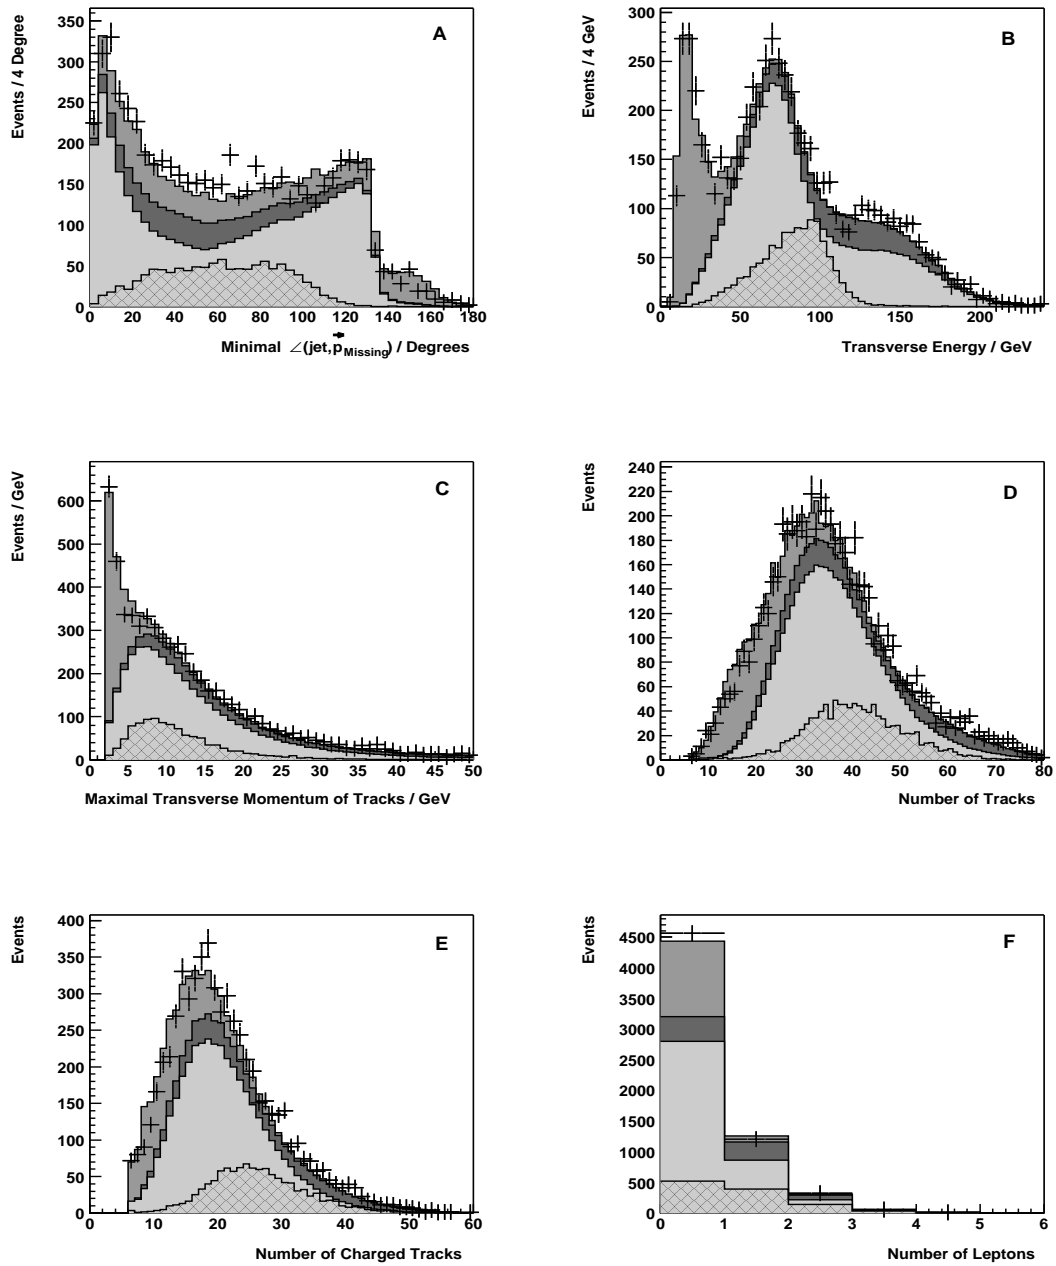 A
B
Events / 4 Degree
350
300
250
200
150
100
50
0
0 20 40 60 80 100 120 140 160 180
Minimal ∠(jet,p⃗Missing) / Degrees
Events / 4 GeV
300
250
200
150
100
50
0
0 50 100 150 200
Transverse Energy / GeV
C
D
Events / GeV
600
500
400
300
200
100
0
0 5 10 15 20 25 30 35 40 45 50
Maximal Transverse Momentum of Tracks / GeV
Events
240
220
200
180
160
140
120
100
80
60
40
20
0
0 10 20 30 40 50 60 70 80
Number of Tracks
E
F
Events
400
350
300
250
200
150
100
50
0
0 10 20 30 40 50 60
Number of Charged Tracks
Events
4500
4000
3500
3000
2500
2000
1500
1000
500
0
0 1 2 3 4 5 6
Number of Leptons